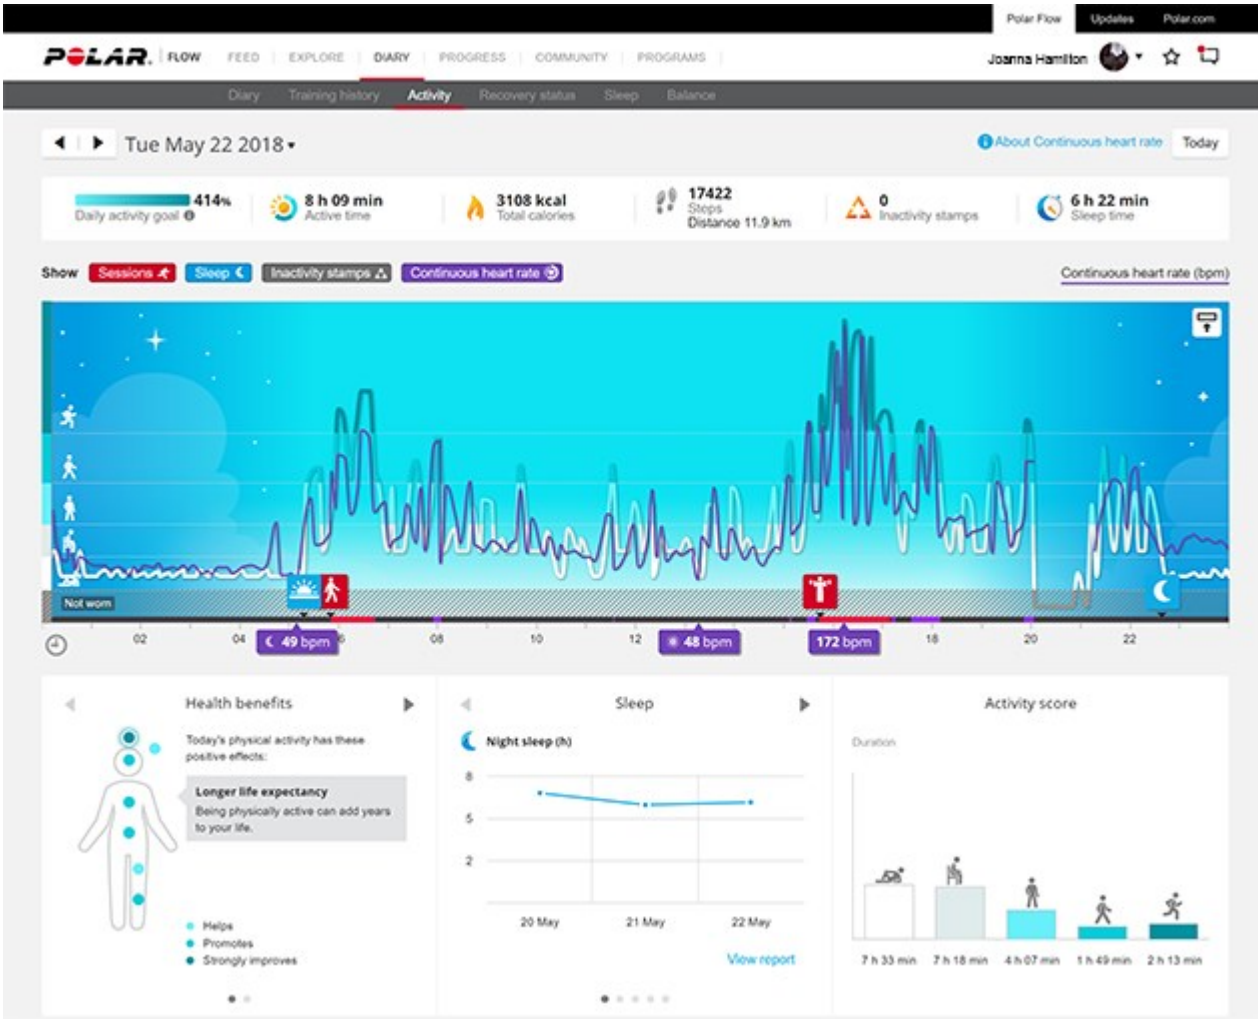 Polar Flow Updates Polar.com
POLAR. FLOW FEED EXPLORE DIARY PROGRESS COMMUNITY PROGRAMS Joanna Hamilton
Diary Training history Activity Recovery status Sleep Balance
Tue May 22 2018 About Continuous heart rate Today
414% 8 h 09 min 3108 kcal 17422 0 6 h 22 min
Daily activity goal Active time Total calories Steps Inactivity stamps Sleep time
Distance 11.9 km
Show Sessions Sleep Inactivity stamps Continuous heart rate Continuous heart rate (bpm)
Not worn
02 04 6 08 10 12 16 18 20 22
49 bpm 48 bpm 172 bpm
Health benefits
Today's physical activity has these
positive effects:
Longer life expectancy
Being physically active can add years
to your life.
Helps
Promotes
Strongly improves
Sleep
Night sleep (h)
8
5
2
20 May 21 May 22 May
View report
Activity score
Duration
7 h 33 min 7 h 18 min 4 h 07 min 1 h 49 min 2 h 13 min